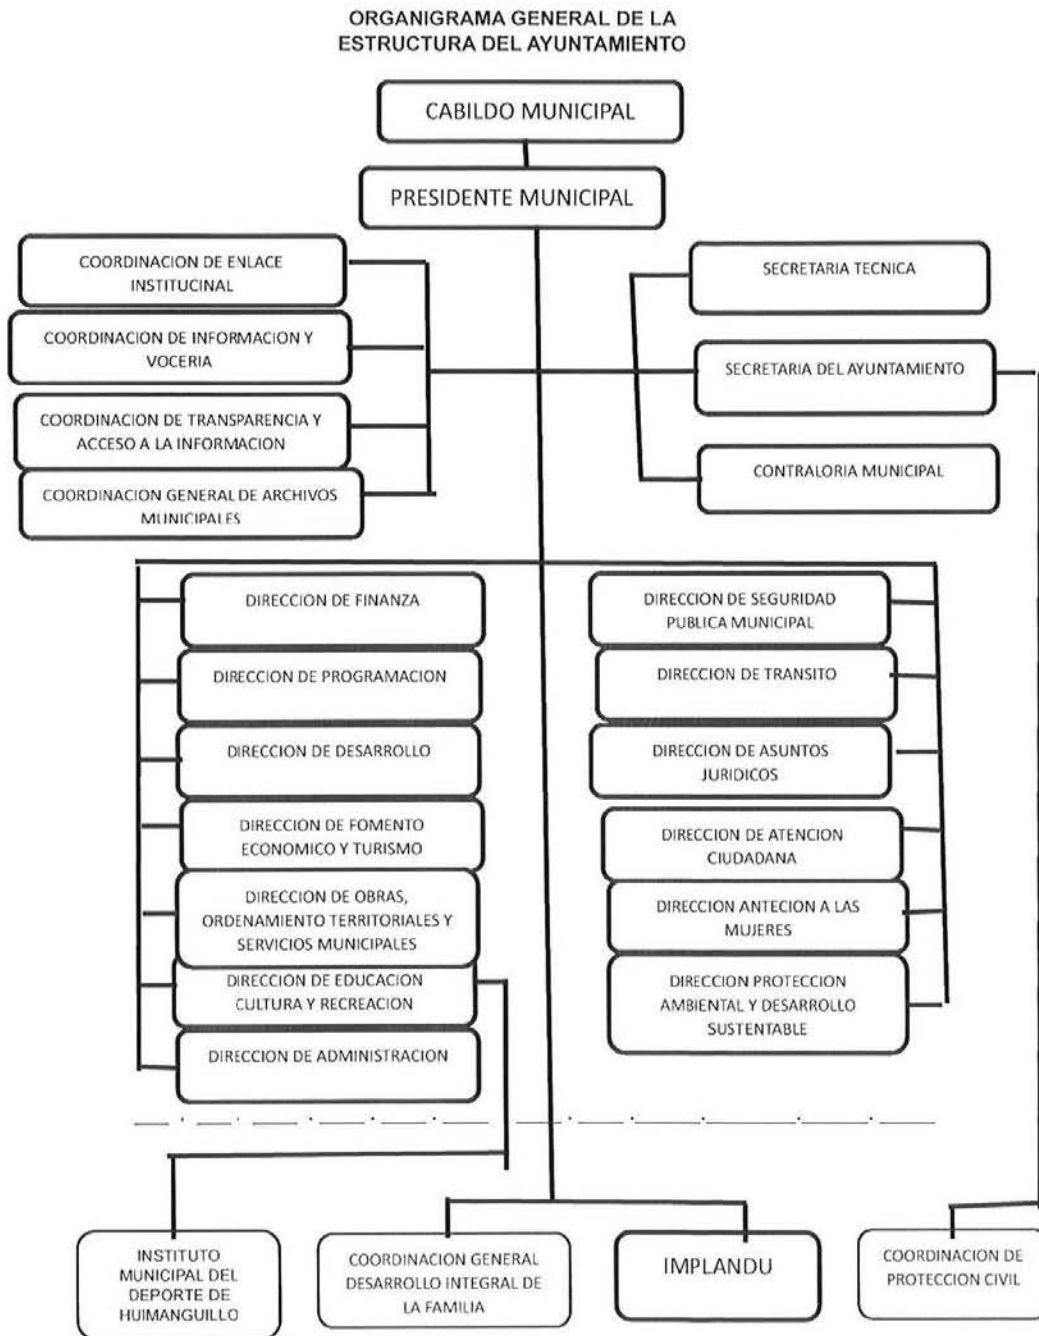 ORGANIGRAMA GENERAL DE LA
ESTRUCTURA DEL AYUNTAMIENTO
CABILDO MUNICIPAL
PRESIDENTE MUNICIPAL
COORDINACION DE ENLACE
INSTITUCINAL
COORDINACION DE INFORMACION Y
VOCERIA
COORDINACION DE TRANSPARENCIA Y
ACCESO A LA INFORMACION
COORDINACION GENERAL DE ARCHIVOS
MUNICIPALES
SECRETARIA TECNICA
SECRETARIA DEL AYUNTAMIENTO
CONTRALORIA MUNICIPAL
DIRECCION DE FINANZA
DIRECCION DE PROGRAMACION
DIRECCION DE DESARROLLO
DIRECCION DE FOMENTO
ECONOMICO Y TURISMO
DIRECCION DE OBRAS,
ORDENAMIENTO TERRITORIALES Y
SERVICIOS MUNICIPALES
DIRECCION DE EDUCACION
CULTURA Y RECREACION
DIRECCION DE ADMINISTRACION
DIRECCION DE SEGURIDAD
PUBLICA MUNICIPAL
DIRECCION DE TRANSITO
DIRECCION DE ASUNTOS
JURIDICOS
DIRECCION DE ATENCION
CIUDADANA
DIRECCION ANTECION A LAS
MUJERES
DIRECCION PROTECCION
AMBIENTAL Y DESARROLLO
SUSTENTABLE
INSTITUTO
MUNICIPAL DEL
DEPORTE DE
HUIMANGUILLO
COORDINACION GENERAL
DESARROLLO INTEGRAL DE
LA FAMILIA
IMPLANDU
COORDINACION DE
PROTECCION CIVIL